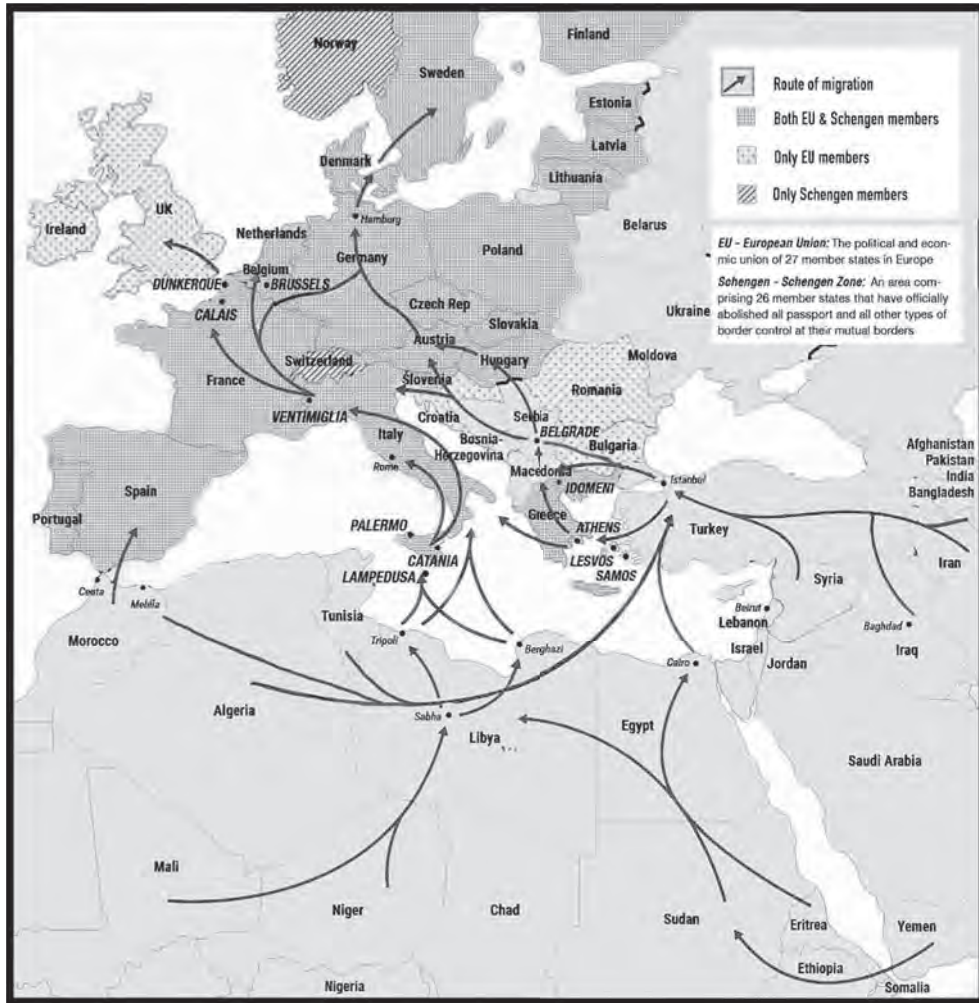 Norway
Finland
Sweden
Estonia
Latvia
Lithuania
Denmark
Hamburg
Ireland
UK
Netherlands
Germany
Poland
Belarus
Belgium
DUNKERQUE
BRUSSELS
CALAIS
Czech Rep
Slovakia
Ukraine
Austria
Hungary
Moldova
Switzerland
France
Slovenia
Romania
Croatia
Serbia
VENTIMIGLIA
Italy
Bosnia-
Herzegovina
BELGRADE
Bulgaria
Rome
Macedonia
Istanbul
IDOMENI
Afghanistan
Pakistan
India
Bangladesh
Spain
Portugal
Greece
PALERMO
ATHENS
Turkey
CATANIA
LESVOS
LAMPEDUSA
SAMOS
Syria
Iran
Ceuta
Melilla
Tunisia
Beirut
Lebanon
Baghdad
Morocco
Tripoli
Benghazi
Israel
Jordan
Iraq
Cairo
Algeria
Sabha
Libya
Egypt
Saudi Arabia
Mali
Niger
Chad
Sudan
Eritrea
Yemen
Ethiopia
Nigeria
Somalia
Route of migration
Both EU & Schengen members
Only EU members
Only Schengen members
EU - European Union: The political and econ-
mic union of 27 member states in Europe
Schengen - Schengen Zone: An area com-
prising 26 member states that have officially
abolished all passport and all other types of
border control at their mutual borders